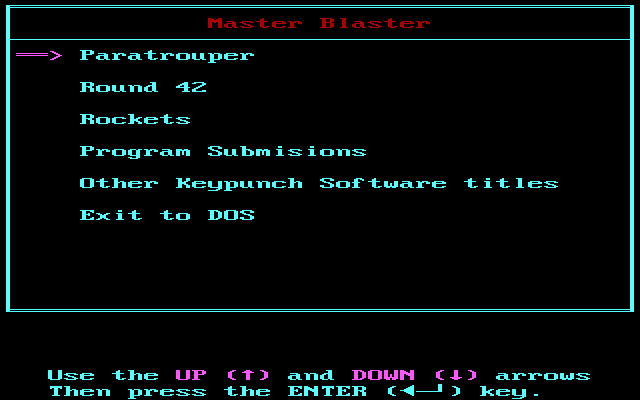 Master Blaster
══> Paratrouper
Round 42
Rockets
Program Submisions
Other Keypunch Software titles
Exit to DOS
Use the UP (↑) and DOWN (↓) arrows
Then press the ENTER (◄─┘) key.